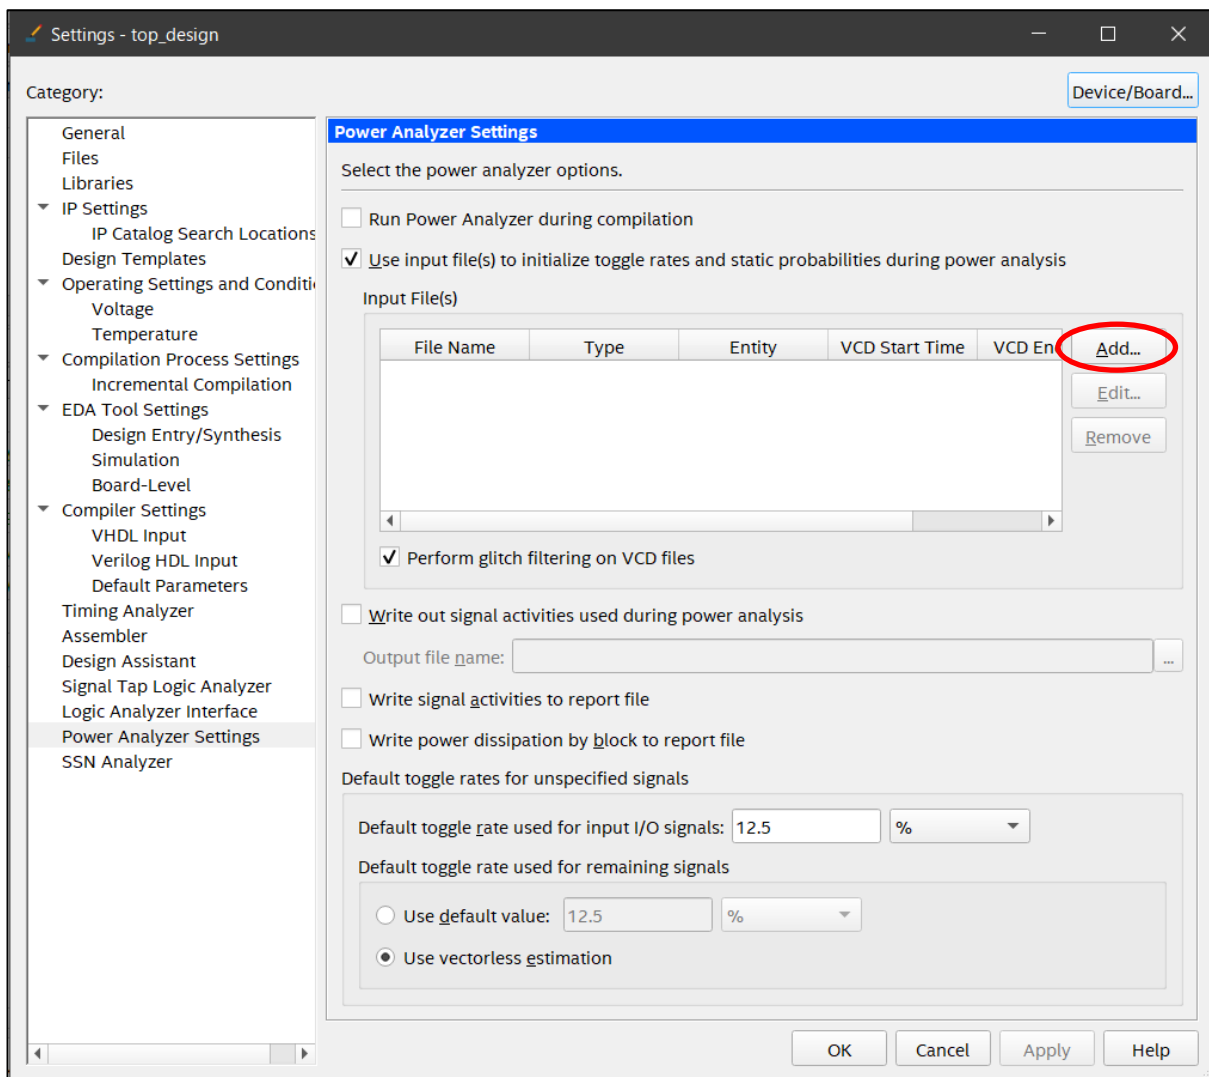 Settings - top_design
Category:
Device/Board...
General
Files
Libraries
IP Settings
IP Catalog Search Locations
Design Templates
Operating Settings and Conditi
Voltage
Temperature
Compilation Process Settings
Incremental Compilation
EDA Tool Settings
Design Entry/Synthesis
Simulation
Board-Level
Compiler Settings
VHDL Input
Verilog HDL Input
Default Parameters
Timing Analyzer
Assembler
Design Assistant
Signal Tap Logic Analyzer
Logic Analyzer Interface
Power Analyzer Settings
SSN Analyzer
Power Analyzer Settings
Select the power analyzer options.
Run Power Analyzer during compilation
Use input file(s) to initialize toggle rates and static probabilities during power analysis
Input File(s)
File Name Type Entity VCD Start Time VCD En
Add...
Edit...
Remove
Perform glitch filtering on VCD files
Write out signal activities used during power analysis
Output file name: ...
Write signal activities to report file
Write power dissipation by block to report file
Default toggle rates for unspecified signals
Default toggle rate used for input I/O signals: 12.5 %
Default toggle rate used for remaining signals
Use default value: 12.5 %
Use vectorless estimation
OK Cancel Apply Help